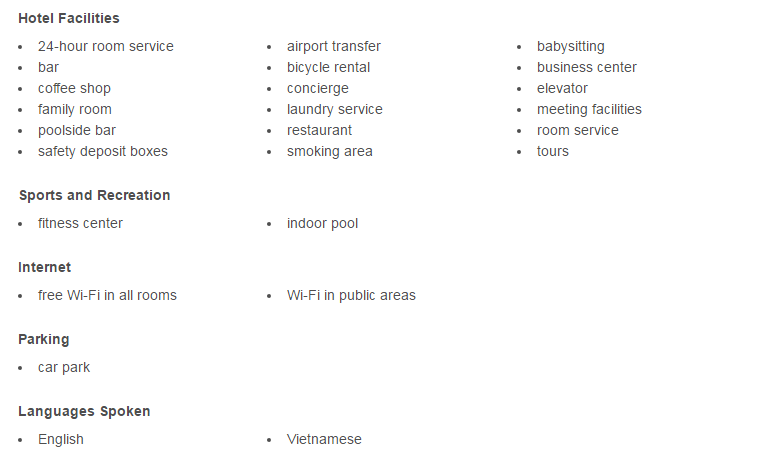 Hotel Facilities
24-hour room service airport transfer babysitting
bar bicycle rental business center
coffee shop concierge elevator
family room laundry service meeting facilities
poolside bar restaurant room service
safety deposit boxes smoking area tours
Sports and Recreation
fitness center indoor pool
Internet
free Wi-Fi in all rooms Wi-Fi in public areas
Parking
car park
Languages Spoken
English Vietnamese